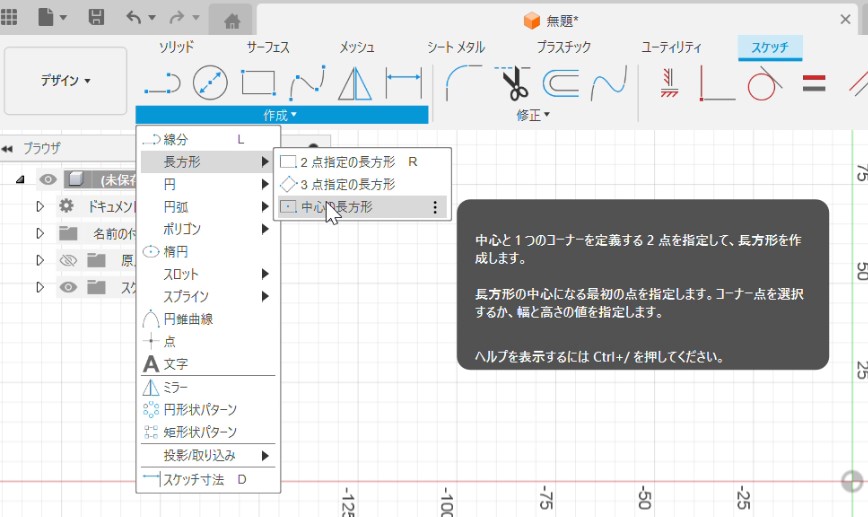 無題*
デザイン
ソリッド
サーフェス
メッシュ
シート メタル
プラスチック
ユーティリティ
スケッチ
作成
修正
ブラウザ
(未保存
ドキュメン
名前の付
原
スケ
線分 L
長方形
円
円弧
ポリゴン
楕円
スロット
スプライン
円錐曲線
点
文字
ミラー
円形状パターン
矩形状パターン
投影/取り込み
スケッチ寸法 D
2 点指定の長方形 R
3 点指定の長方形
中心の長方形
中心と 1 つのコーナーを定義する 2 点を指定して、長方形を作
成します。
長方形の中心になる最初の点を指定します。コーナー点を選択
するか、幅と高さの値を指定します。
ヘルプを表示するには Ctrl+/ を押してください。
75
50
25
-125
-100
-75
-50
-25